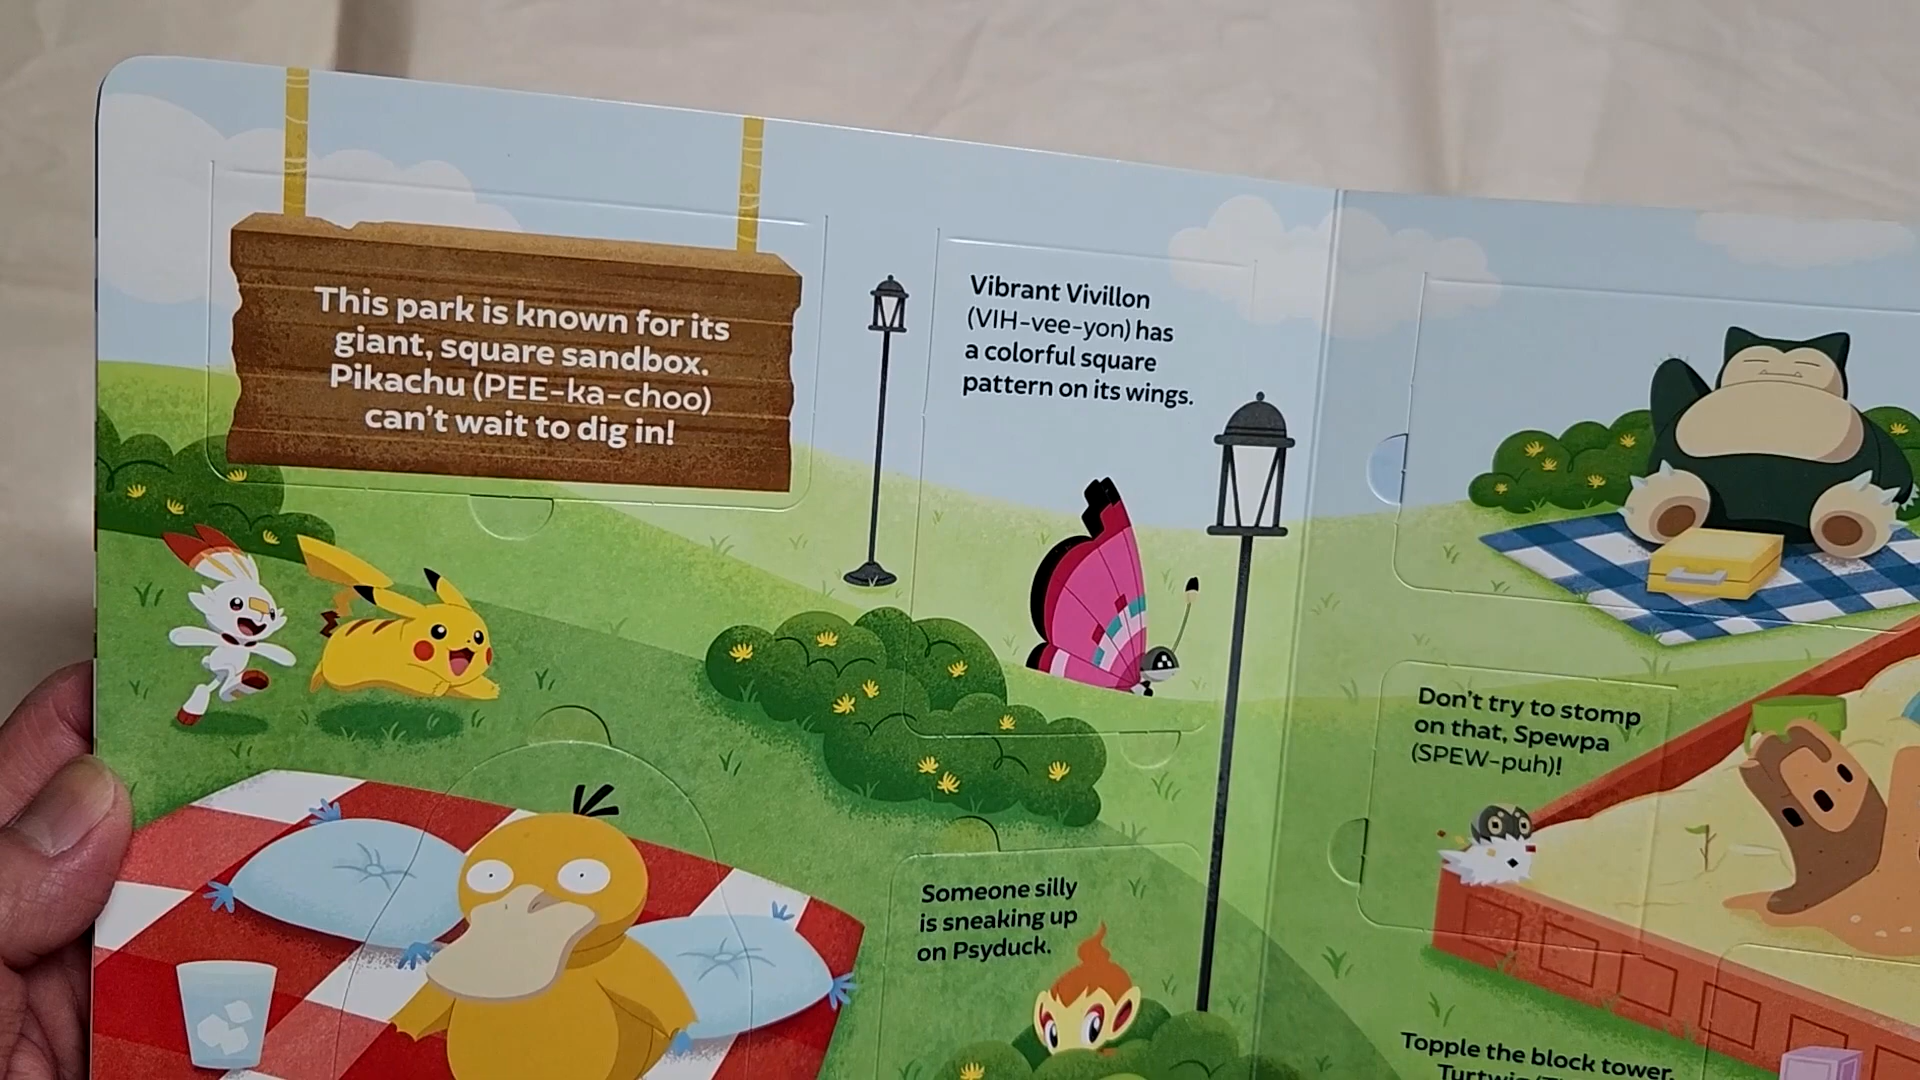 This park is known for its
giant, square sandbox.
Pikachu (PEE-ka-choo)
can't wait to dig in!
Vibrant Vivillon
(VIH-vee-yon) has
a colorful square
pattern on its wings.
Don't try to stomp
on that, Spewpa
(SPEW-puh)!
Someone silly
is sneaking up
on Psyduck.
Topple the block tower,
Turtwig